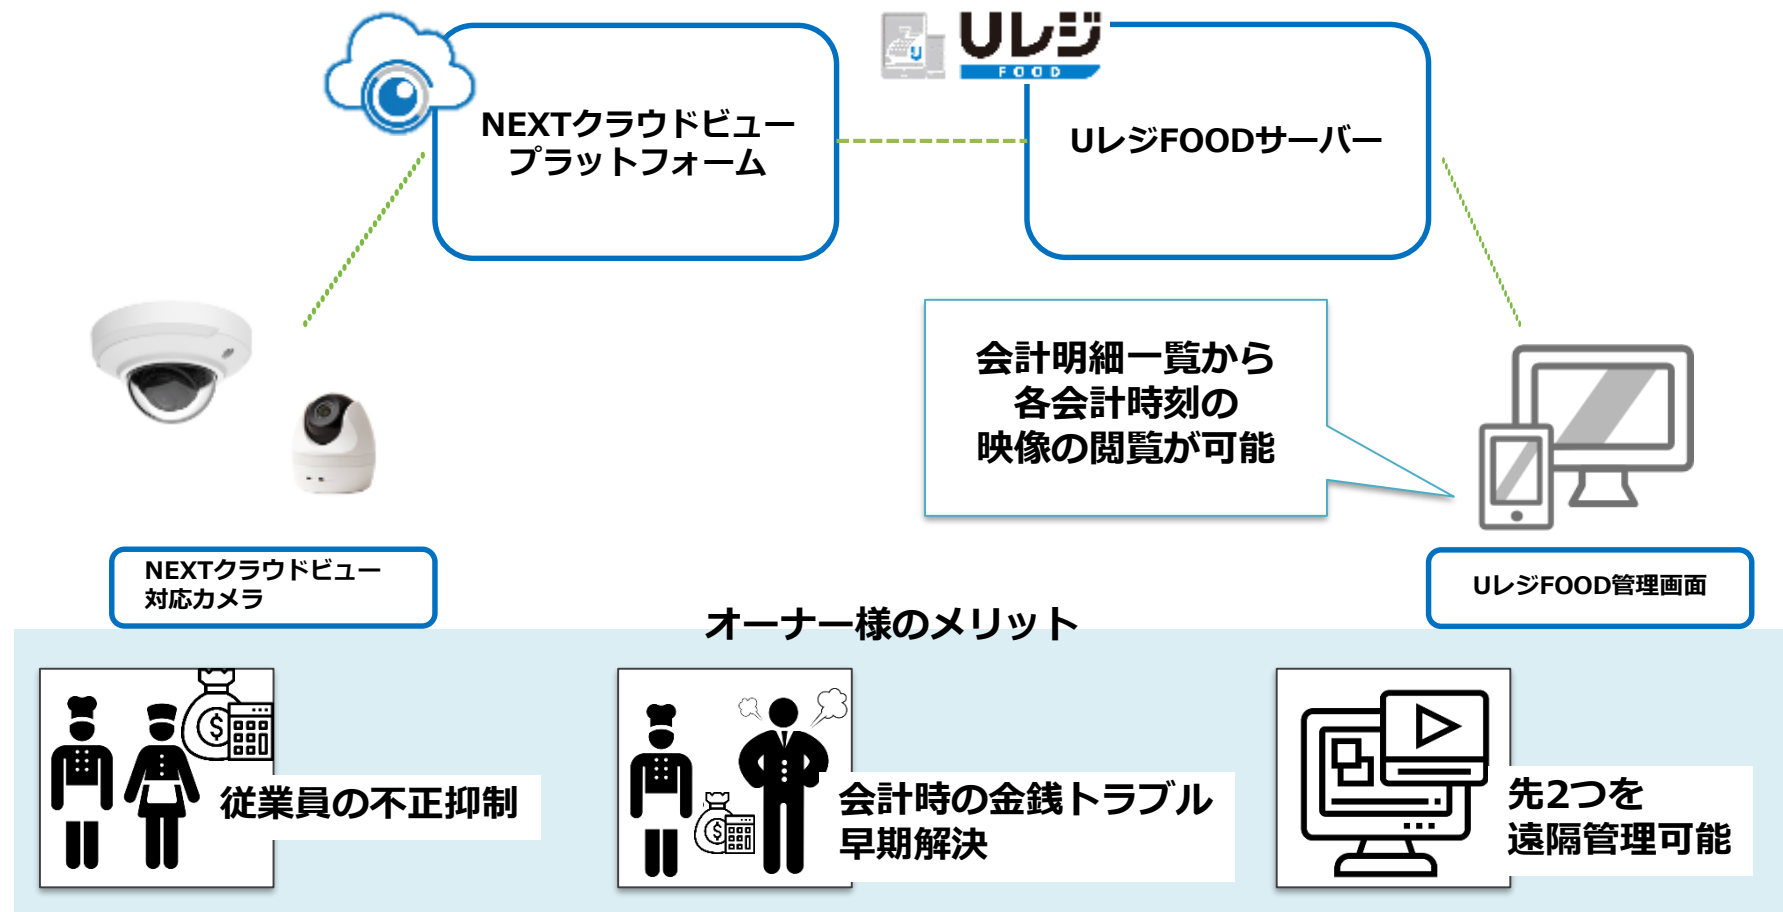 Uレジ
FOOD
NEXTクラウドビュー
プラットフォーム
UレジFOODサーバー
会計明細一覧から
各会計時刻の
映像の閲覧が可能
NEXTクラウドビュー
対応カメラ
UレジFOOD管理画面
オーナー様のメリット
従業員の不正抑制
会計時の金銭トラブル
早期解決
先2つを
遠隔管理可能